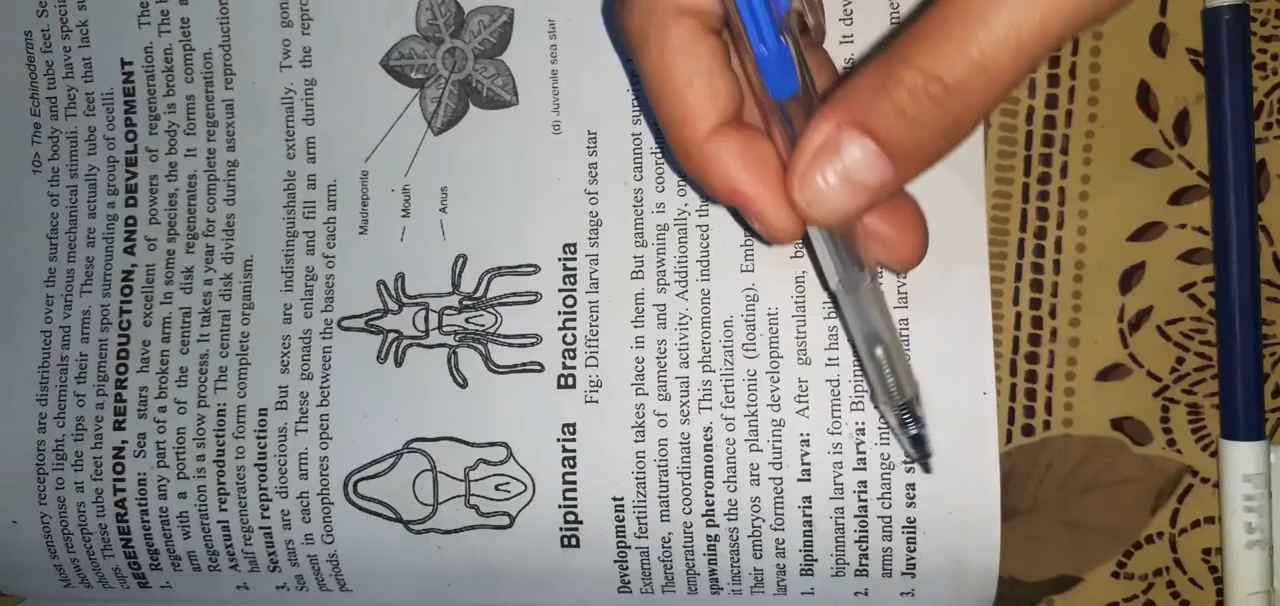 10> The Echinoderms
Most sensory receptors are distributed over the surface of the body and tube feet. Se
shows response to light, chemicals and various mechanical stimuli. They have speci
photoreceptors at the tips of their arms. These are actually tube feet that lack su
These tube feet have a pigment spot surrounding a group of ocelli.
cups.
REGENERATION, REPRODUCTION, AND DEVELOPMENT
1. Regeneration: Sea stars have excellent of powers of regeneration. The
regenerate any part of a broken arm. In some species, the body is broken. The
arm with a portion of the central disk regenerates. It forms complete
Regeneration is a slow process. It takes a year for complete regeneration.
2. Asexual reproduction: The central disk divides during asexual reproduction
half regenerates to form complete organism.
3. Sexual reproduction
Sea stars are dioecious. But sexes are indistinguishable externally. Two gon
present in each arm. These gonads enlarge and fill an arm during the repro
periods. Gonophores open between the bases of each arm.
Madreporite
Mouth
Anus
(d) Juvenile sea star
Bipinnaria Brachiolaria
Fig: Different larval stage of sea star
Development
External fertilization takes place in them. But gametes cannot survive
Therefore, maturation of gametes and spawning is coordin
temperature coordinate sexual activity. Additionally, one
spawning pheromones. This pheromone induced the
it increases the chance of fertilization.
Their embryos are planktonic (floating). Embr
larvae are formed during development:
1. Bipinnaria larva: After gastrulation, ba
bipinnaria larva is formed. It has bila ts. It dev
2. Brachiolaria larva: Bipinn
arms and change into
3. Juvenile sea st olaria larva me